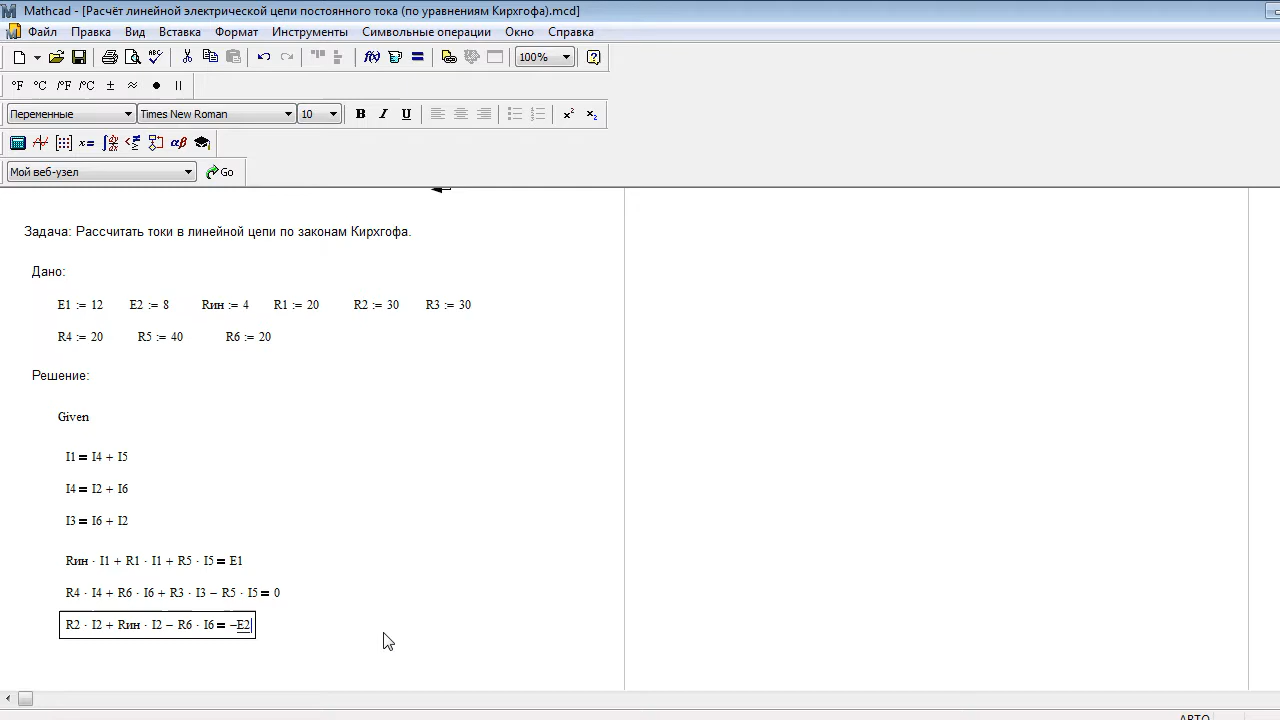 Mathcad - [Расчёт линейной электрической цепи постоянного тока (по уравнениям Кирхгофа).mcd]
Файл Правка Вид Вставка Формат Инструменты Символьные операции Окно Справка
100%
°F °C /°F /°C ± ≈ • ||
Переменные Times New Roman 10 B I U x² x₂
αβ
Мой веб-узел Go
Задача: Рассчитать токи в линейной цепи по законам Кирхгофа.
Дано:
E1 := 12 E2 := 8 Rин := 4 R1 := 20 R2 := 30 R3 := 30
R4 := 20 R5 := 40 R6 := 20
Решение:
Given
I1 = I4 + I5
I4 = I2 + I6
I3 = I6 + I2
Rин · I1 + R1 · I1 + R5 · I5 = E1
R4 · I4 + R6 · I6 + R3 · I3 − R5 · I5 = 0
R2 · I2 + Rин · I2 − R6 · I6 = −E2